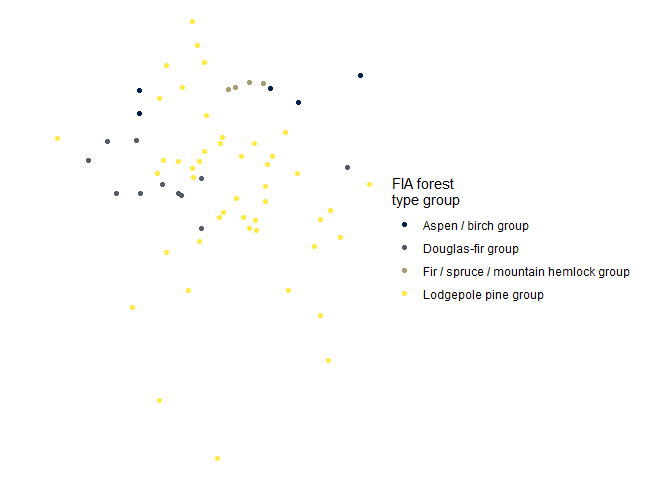 FIA forest
type group
Aspen / birch group
Douglas-fir group
Fir / spruce / mountain hemlock group
Lodgepole pine group